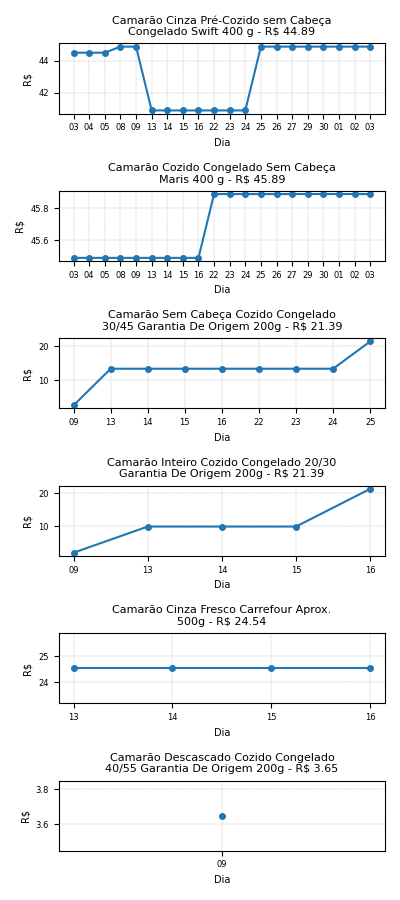 Camarão Cinza Pré-Cozido sem Cabeça
Congelado Swift 400 g - R$ 44.89
44
42
R$
03 04 05 08 09 13 14 15 16 22 23 24 25 26 27 29 30 01 02 03
Dia
Camarão Cozido Congelado Sem Cabeça
Maris 400 g - R$ 45.89
45.8
45.6
R$
03 04 05 08 09 13 14 15 16 22 23 24 25 26 27 29 30 01 02 03
Dia
Camarão Sem Cabeça Cozido Congelado
30/45 Garantia De Origem 200g - R$ 21.39
20
10
R$
09 13 14 15 16 22 23 24 25
Dia
Camarão Inteiro Cozido Congelado 20/30
Garantia De Origem 200g - R$ 21.39
20
10
R$
09 13 14 15 16
Dia
Camarão Cinza Fresco Carrefour Aprox.
500g - R$ 24.54
25
24
R$
13 14 15 16
Dia
Camarão Descascado Cozido Congelado
40/55 Garantia De Origem 200g - R$ 3.65
3.8
3.6
R$
09
Dia